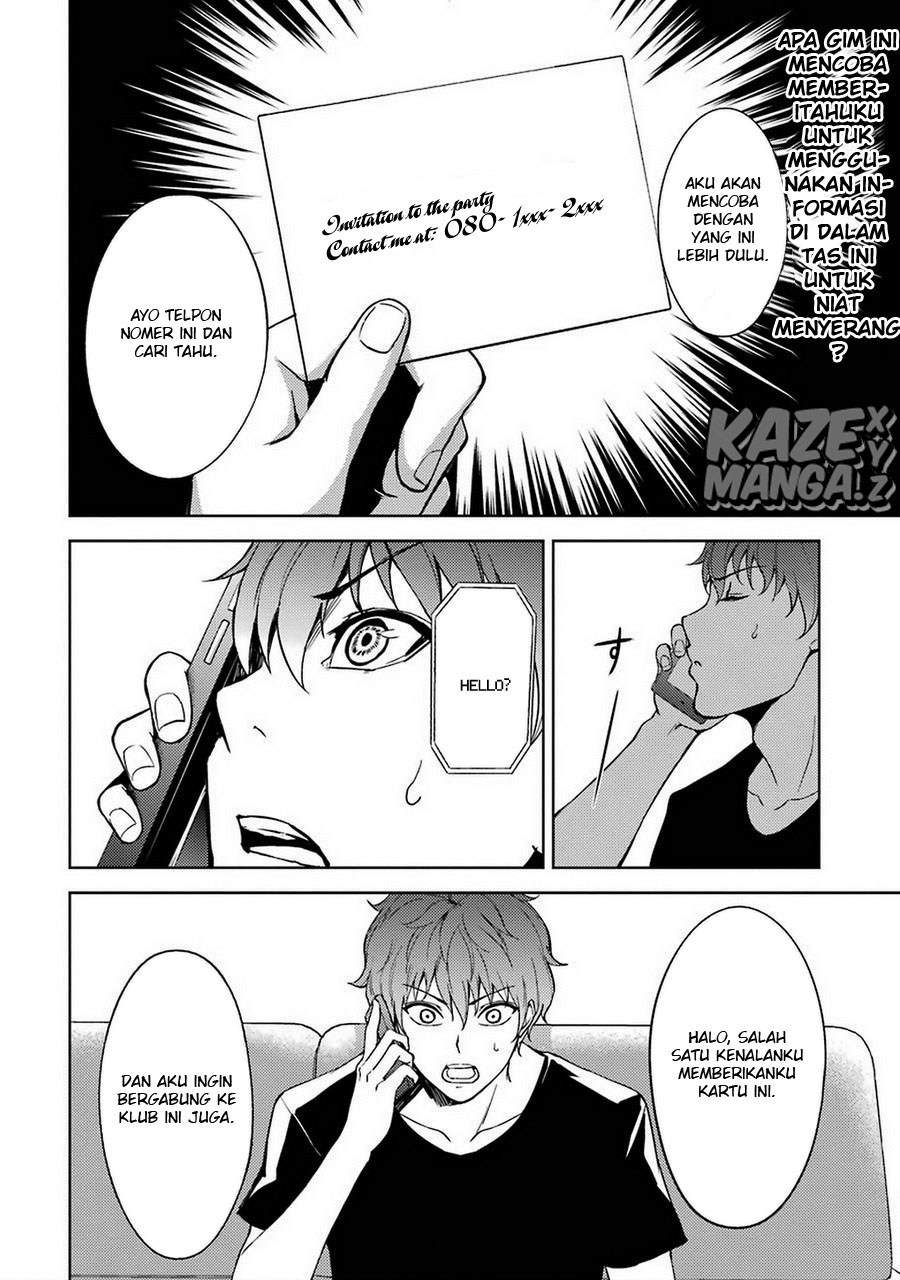 APA GIM INI
MENCOBA
MEMBER-
ITAHUKU
UNTUK
MENGGU-
NAKAN IN-
FORMASI
DI DALAM
TAS INI
UNTUK
NIAT
MENYERANG
?
AKU AKAN
MENCOBA
DENGAN
YANG INI
LEBIH DULU.
Invitation to the party
Contact me at: 080-1xxx-2xxx
AYO TELPON
NOMER INI DAN
CARI TAHU.
KAZE
MANGA.XYZ
す
HELLO?
HALO, SALAH
SATU KENALANKU
MEMBERIKANKU
KARTU INI.
DAN AKU INGIN
BERGABUNG KE
KLUB INI JUGA.